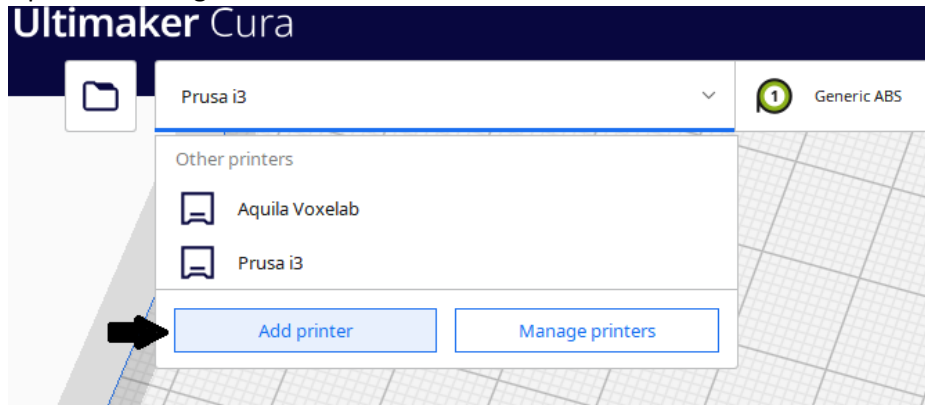 Ultimaker Cura
Prusa i3
1 Generic ABS
Other printers
Aquila Voxelab
Prusa i3
Add printer Manage printers